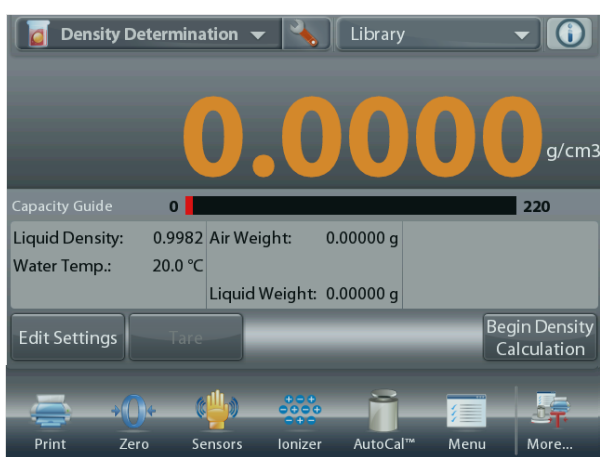 Density Determination
Library
0.0000 g/cm3
Capacity Guide 0 220
Liquid Density: 0.9982 Air Weight: 0.00000 g
Water Temp.: 20.0 °C
Liquid Weight: 0.00000 g
Edit Settings Tare Begin Density
Calculation
Print Zero Sensors Ionizer AutoCal™ Menu More...